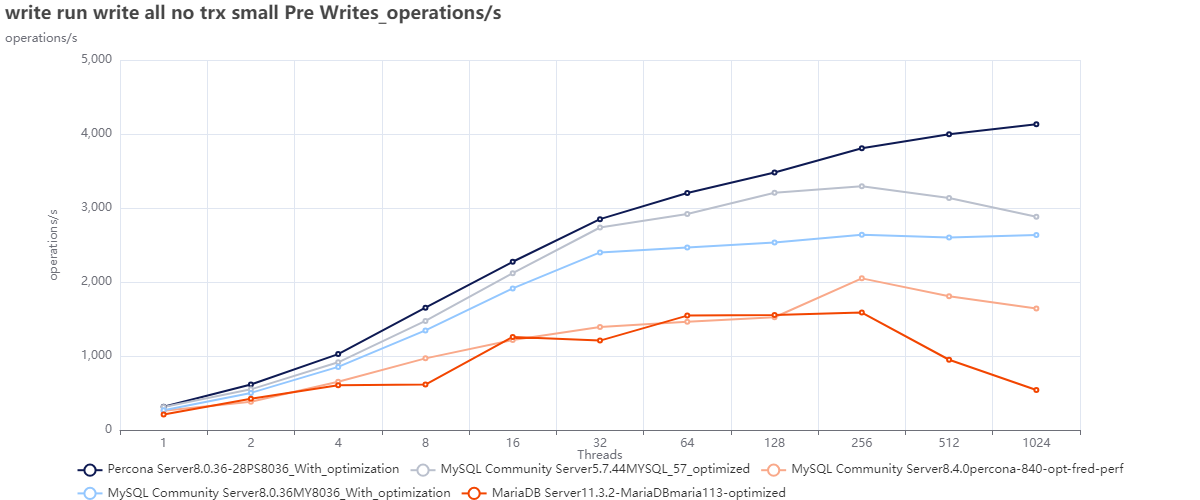 write run write all no trx small Pre Writes_operations/s
operations/s
5,000
4,000
3,000
2,000
1,000
0
operations/s
1 2 4 8 16 32 64 128 256 512 1024
Threads
Percona Server8.0.36-28PS8036_With_optimization MySQL Community Server5.7.44MYSQL_57_optimized MySQL Community Server8.4.0percona-840-opt-fred-perf
MySQL Community Server8.0.36MY8036_With_optimization MariaDB Server11.3.2-MariaDBmaria113-optimized